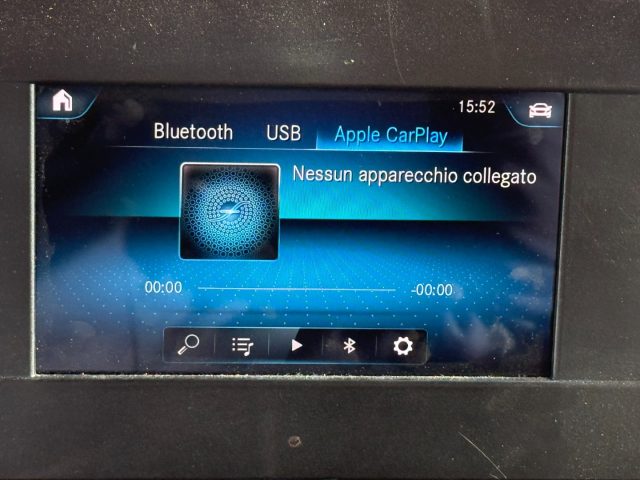 15:52
Bluetooth USB Apple CarPlay
Nessun apparecchio collegato
00:00 -00:00